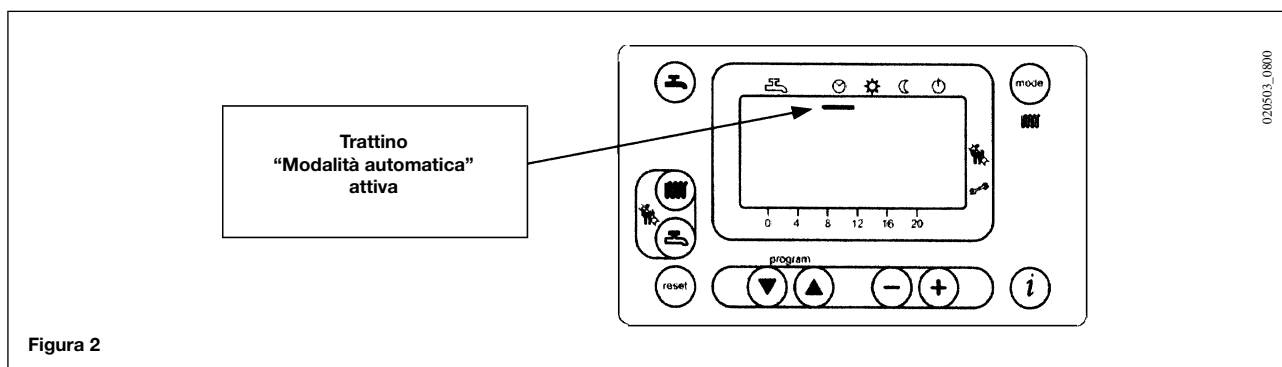 020503_0800
mode
Trattino
“Modalità automatica”
attiva
0 4 8 12 16 20
program
reset
i
Figura 2